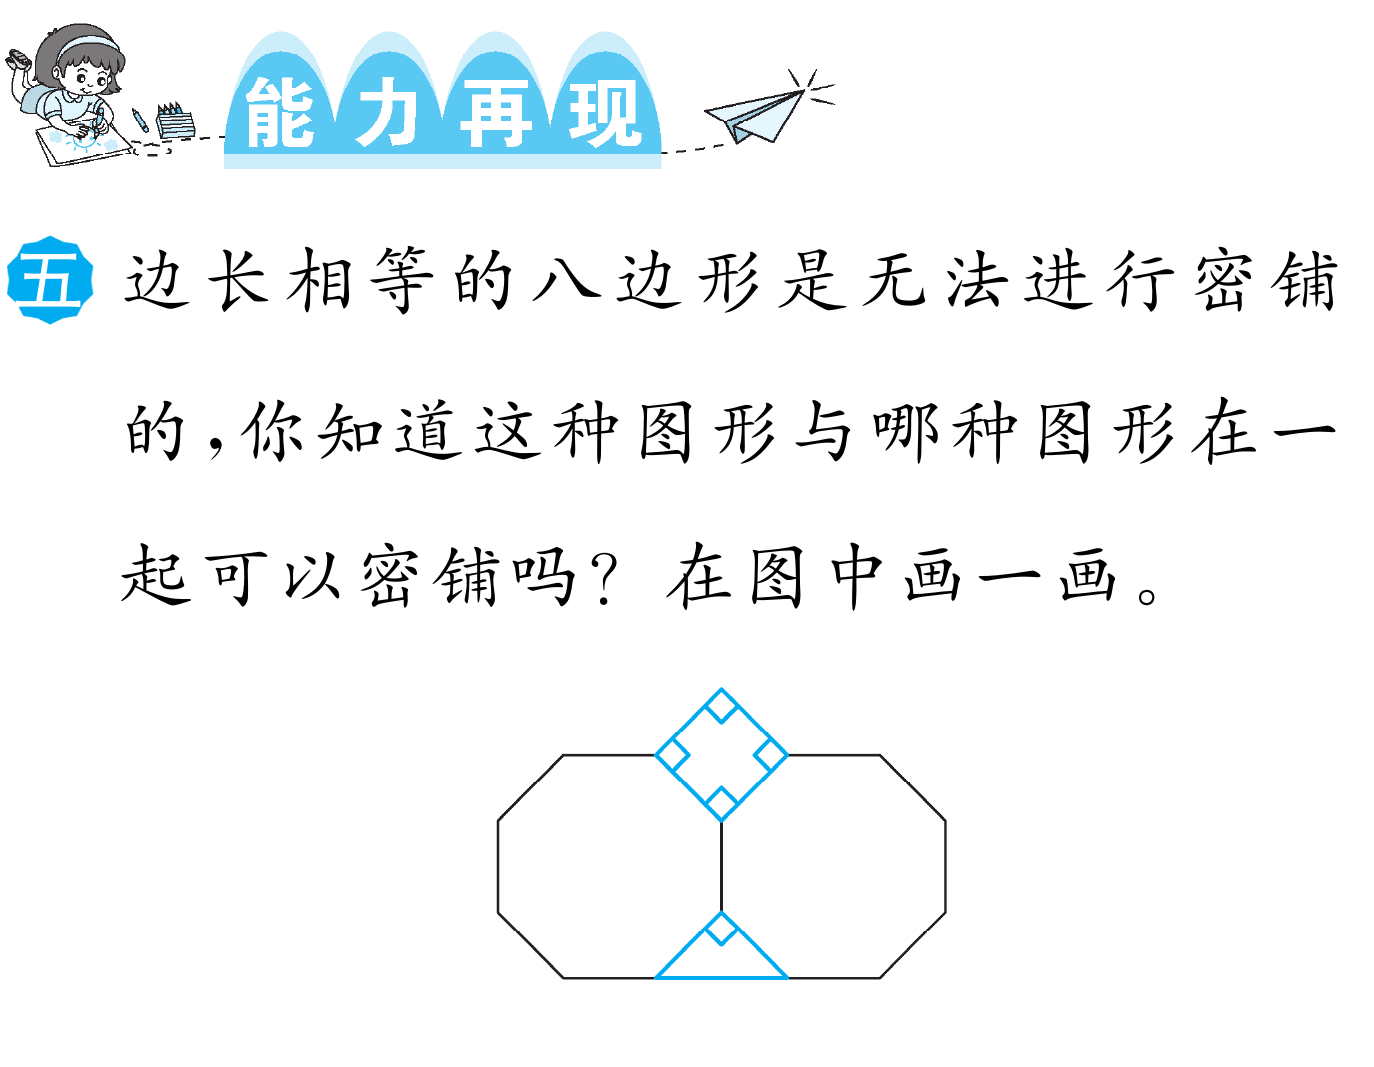 能力再现
五 边长相等的八边形是无法进行密铺
的,你知道这种图形与哪种图形在一
起可以密铺吗? 在图中画一画。